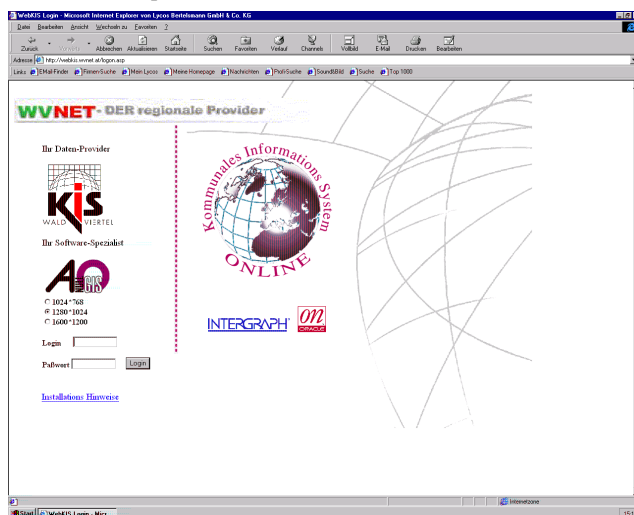 WebKIS Login - Microsoft Internet Explorer von Lycos Bertelsmann GmbH & Co. KG
Datei Bearbeiten Ansicht Wechseln zu Favoriten ?
Zurück Vorwärts Abbrechen Aktualisieren Startseite Suchen Favoriten Verlauf Channels Vollbild E-Mail Drucken Bearbeiten
Adresse http://webkis.wvnet.at/logon.asp
Links EMail-Finder Firmen-Suche Mein Lycos Meine Homepage Nachrichten Profi-Suche Sound&Bild Suche Top 1000
WVNET - DER regionale Provider
Ihr Daten-Provider
KIS
WALD VIERTEL
Kommunales Informations System
ONLINE
Ihr Software-Spezialist
GIS
1024*768
1280*1024
1600*1200
INTERGRAPH
on
ORACLE
Login
Paßwort Login
Installations Hinweise
Internetzone
Start WebKIS Login - Micr...